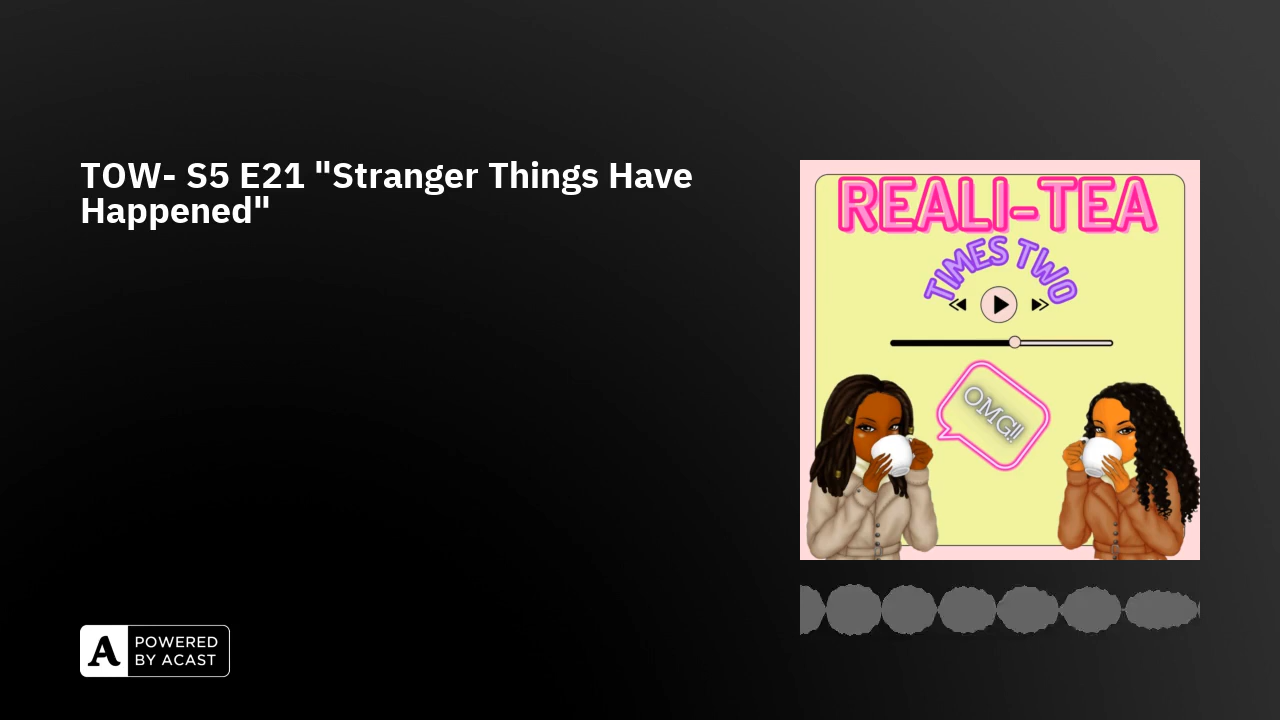 TOW- S5 E21 "Stranger Things Have
Happened"
REALI-TEA
TIMES TWO
OMG!!
A POWERED
BY ACAST